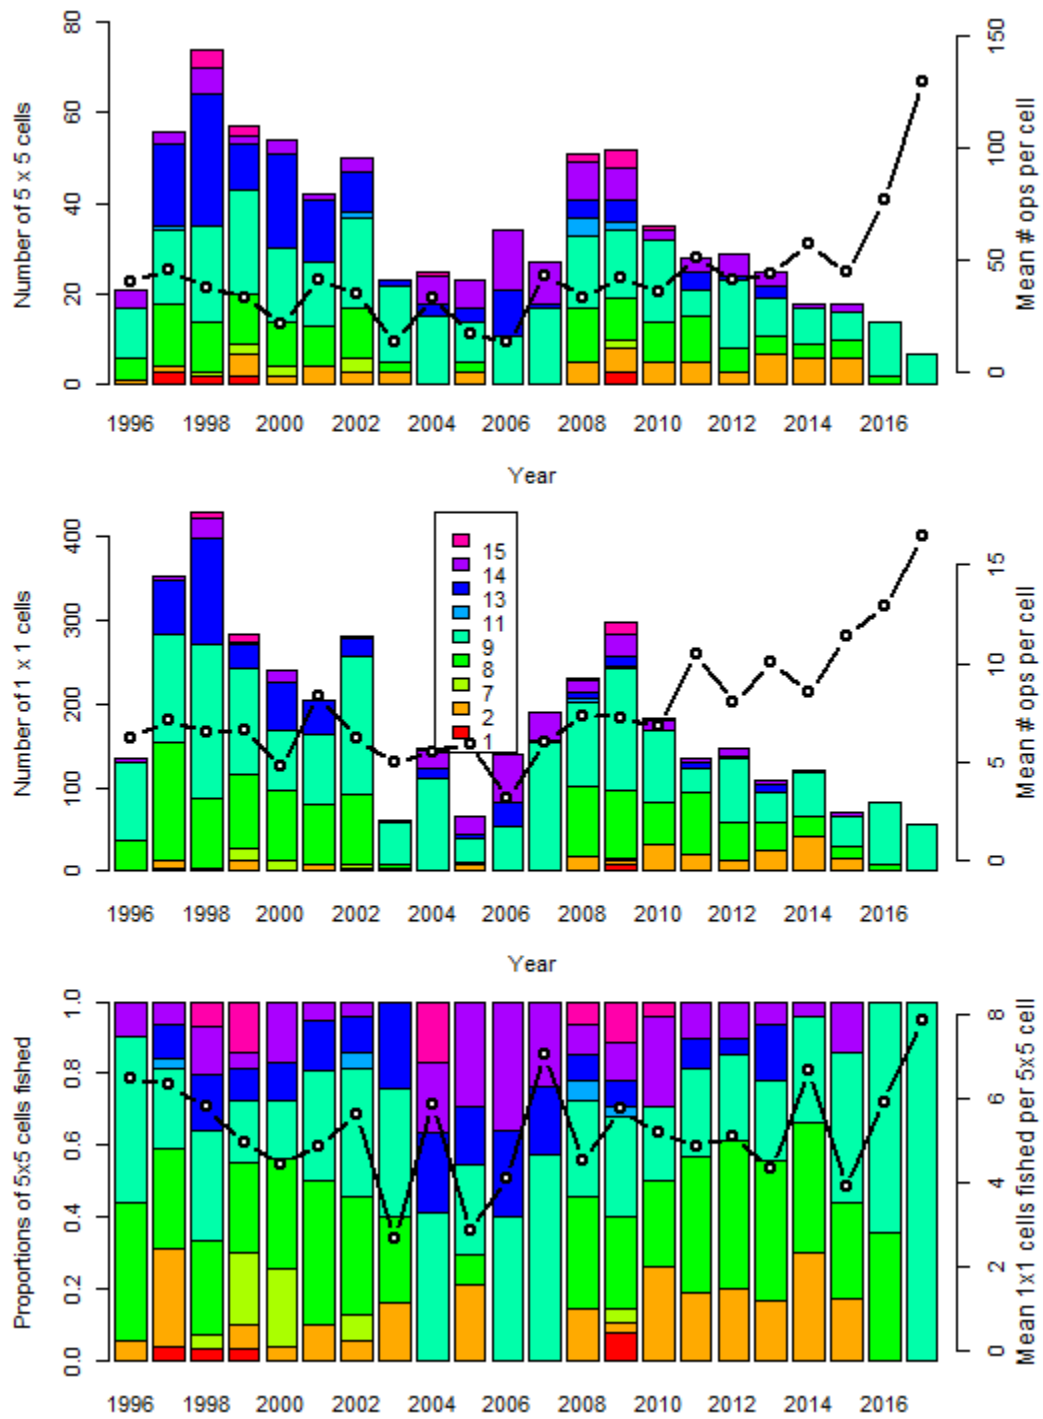 Number of 5 x 5 cells
0 20 40 60 80
Mean # ops per cell
0 50 100 150
1996 1998 2000 2002 2004 2006 2008 2010 2012 2014 2016
Year
Number of 1 x 1 cells
0 100 200 300 400
15
14
13
11
9
8
7
2
1
Mean # ops per cell
0 5 10 15
1996 1998 2000 2002 2004 2006 2008 2010 2012 2014 2016
Year
Proportions of 5x5 cells fished
0.0 0.2 0.4 0.6 0.8 1.0
Mean 1x1 cells fished per 5x5 cell
0 2 4 6 8
1996 1998 2000 2002 2004 2006 2008 2010 2012 2014 2016